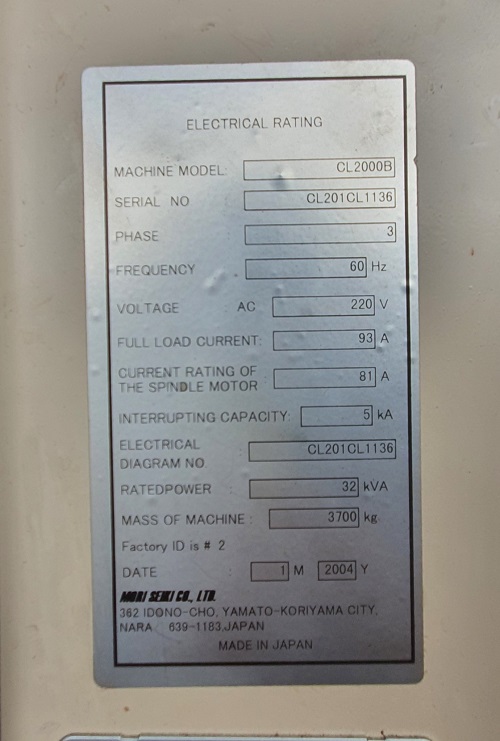 ELECTRICAL RATING
MACHINE MODEL: CL2000B
SERIAL NO : CL201CL1136
PHASE : 3
FREQUENCY : 60 Hz
VOLTAGE : AC 220 V
FULL LOAD CURRENT: 93 A
CURRENT RATING OF
THE SPINDLE MOTOR : 81 A
INTERRUPTING CAPACITY: 5 kA
ELECTRICAL
DIAGRAM NO. : CL201CL1136
RATEDPOWER : 32 kVA
MASS OF MACHINE : 3700 kg
Factory ID is # 2
DATE : 1 M 2004 Y
MORI SEIKI CO., LTD.
362 IDONO-CHO, YAMATO-KORIYAMA CITY,
NARA 639-1183,JAPAN
MADE IN JAPAN